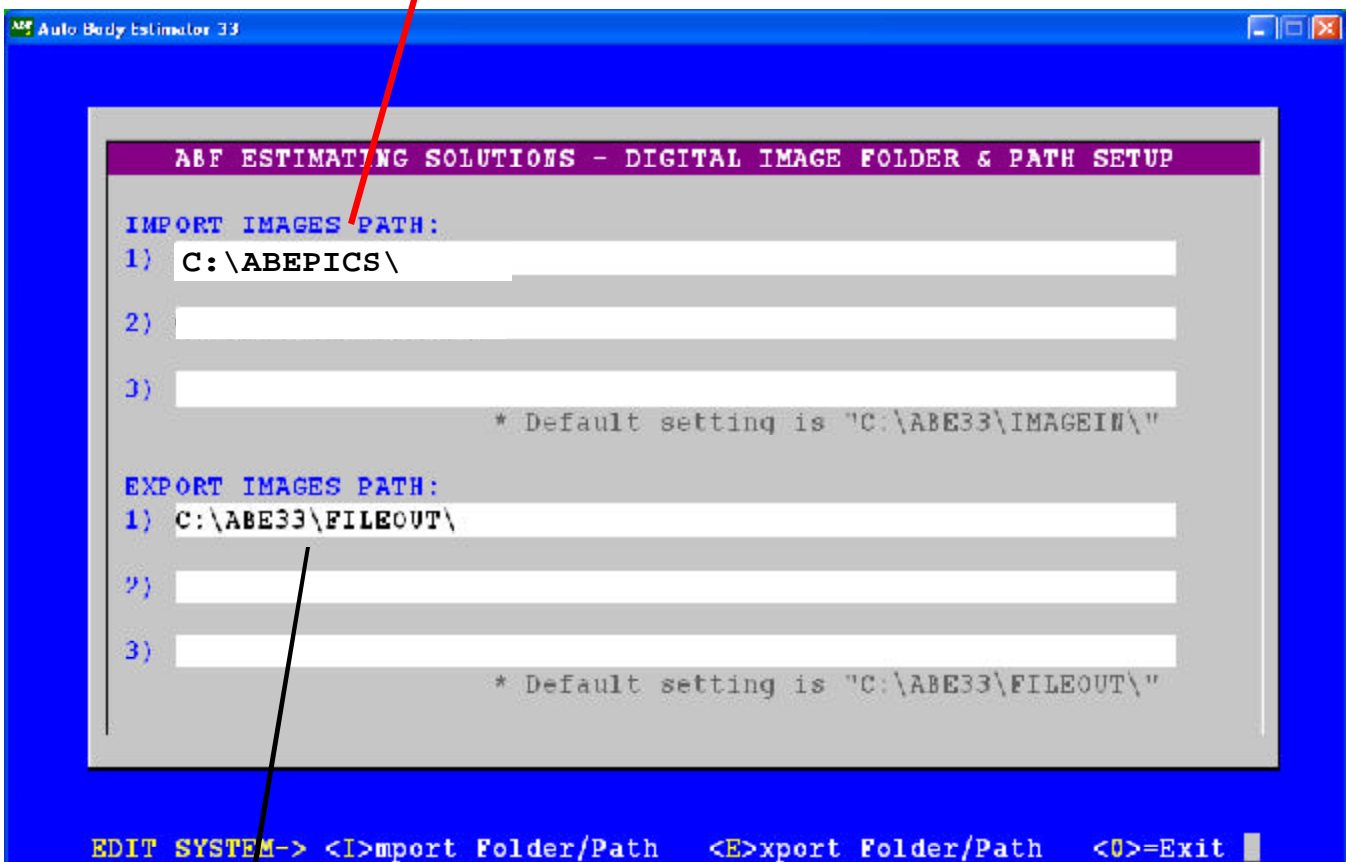 Auto Body Estimator 33
ABF ESTIMATING SOLUTIONS - DIGITAL IMAGE FOLDER & PATH SETUP
IMPORT IMAGES PATH:
1) C:\ABEPICS\
2)
3)
* Default setting is "C:\ABE33\IMAGEIN\"
EXPORT IMAGES PATH:
1) C:\ABE33\FILEOUT\
2)
3)
* Default setting is "C:\ABE33\FILEOUT\"
EDIT SYSTEM-> <I>mport Folder/Path <E>xport Folder/Path <0>=Exit